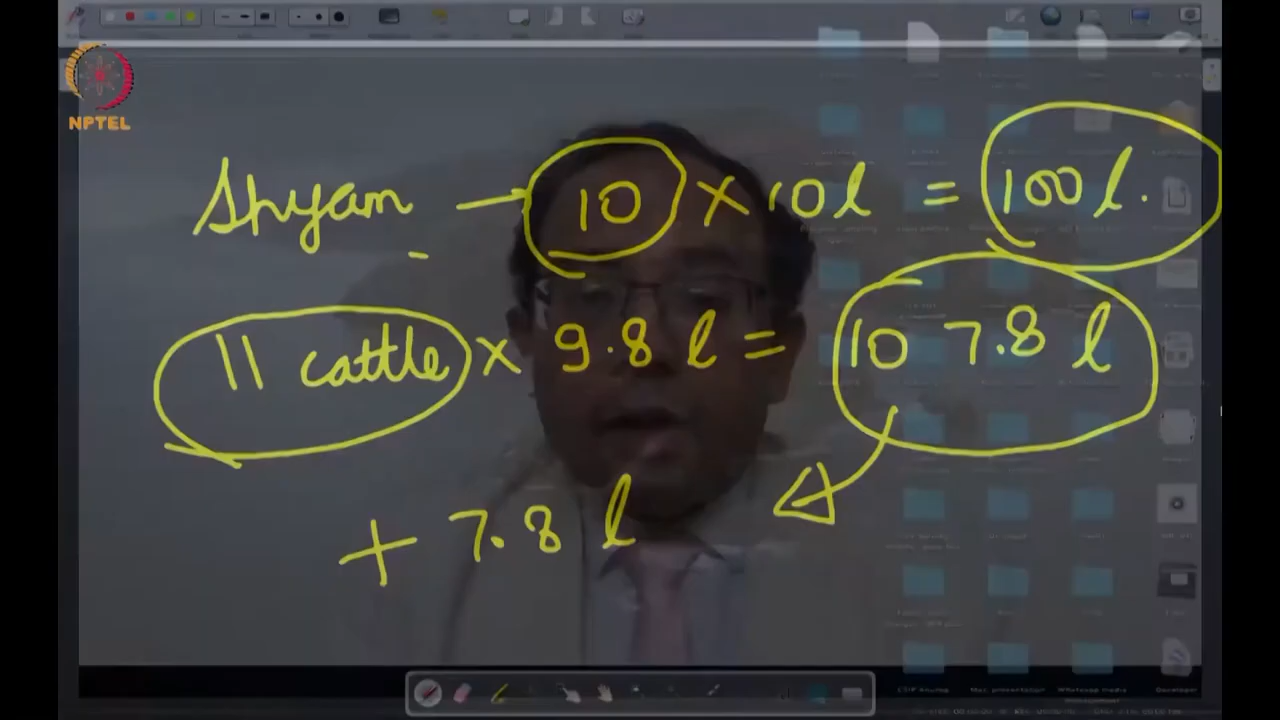 NPTEL
Shyam → 10 × 10 l = 100 l.
11 cattle × 9.8 l = 107.8 l
+ 7.8 l